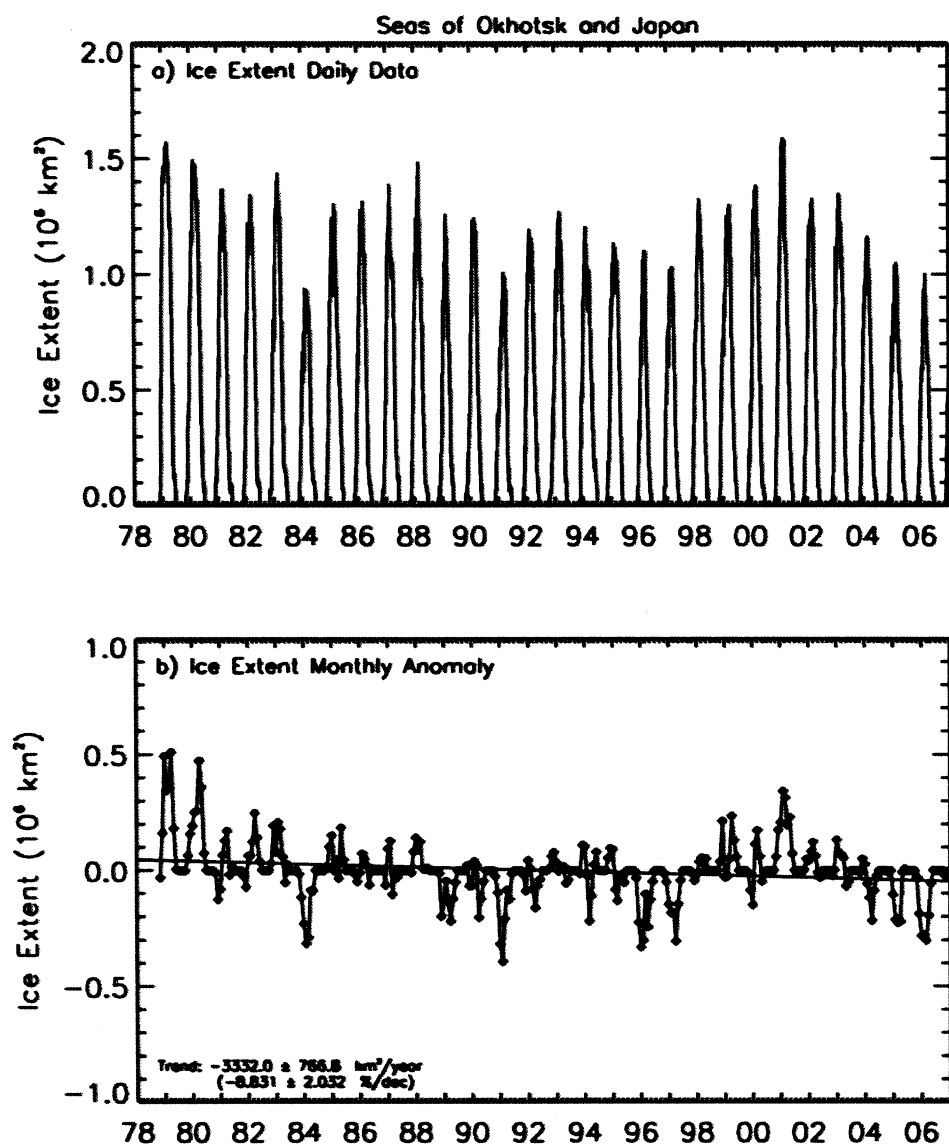 Seas of Okhotsk and Japan
a) Ice Extent Daily Data
Ice Extent (10⁶ km²)
2.0
1.5
1.0
0.5
0.0
78 80 82 84 86 88 90 92 94 96 98 00 02 04 06
b) Ice Extent Monthly Anomaly
Ice Extent (10⁶ km²)
1.0
0.5
0.0
-0.5
-1.0
Trend: -3332.0 ± 766.8 km²/year
(-8.831 ± 2.032 %/dec)
78 80 82 84 86 88 90 92 94 96 98 00 02 04 06